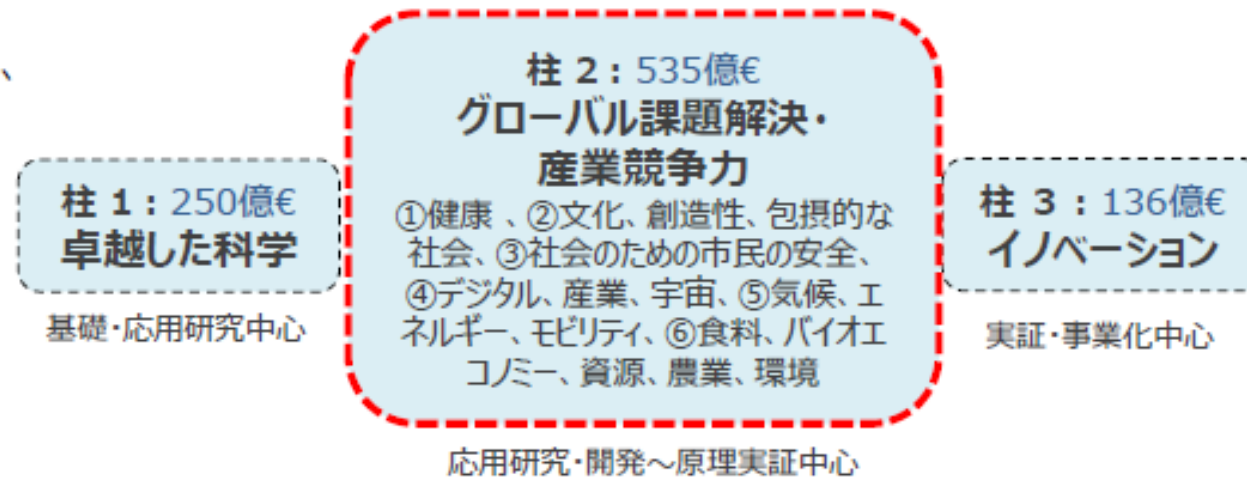 、
柱 1：250億€
卓越した科学
基礎・応用研究中心
柱 2：535億€
グローバル課題解決・
産業競争力
①健康 、②文化、創造性、包摂的な
社会、③社会のための市民の安全、
④デジタル、産業、宇宙、⑤気候、エ
ネルギー、モビリティ、⑥食料、バイオエ
コノミー、資源、農業、環境
応用研究・開発～原理実証中心
柱 3：136億€
イノベーション
実証・事業化中心